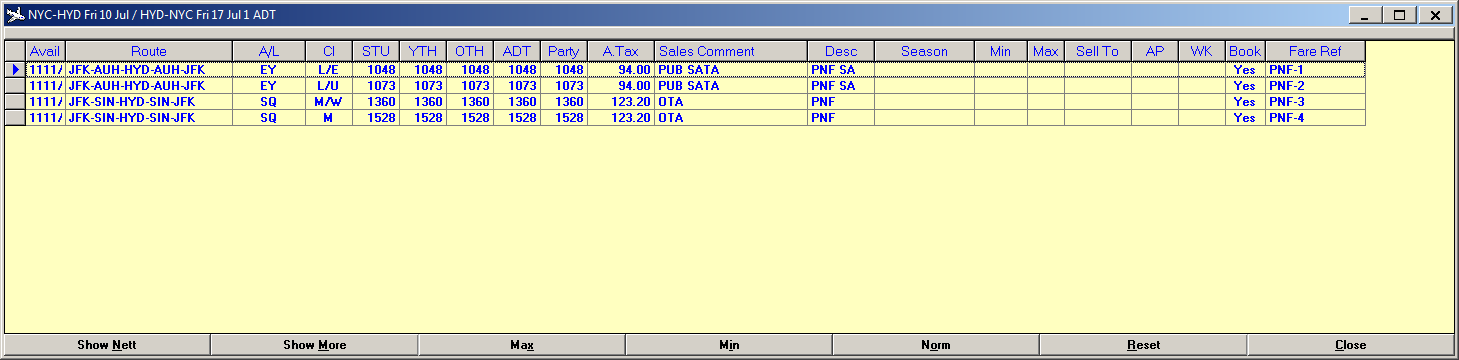 NYC-HYD Fri 10 Jul / HYD-NYC Fri 17 Jul 1 ADT
Avail Route A/L Cl STU YTH OTH ADT Party A.Tax Sales Comment Desc Season Min Max Sell To AP WK Book Fare Ref
1111/ JFK-AUH-HYD-AUH-JFK EY L/E 1048 1048 1048 1048 1048 94.00 PUB SATA PNF SA Yes PNF-1
1111/ JFK-AUH-HYD-AUH-JFK EY L/U 1073 1073 1073 1073 1073 94.00 PUB SATA PNF SA Yes PNF-2
1111/ JFK-SIN-HYD-SIN-JFK SQ M/W 1360 1360 1360 1360 1360 123.20 OTA PNF Yes PNF-3
1111/ JFK-SIN-HYD-SIN-JFK SQ M 1528 1528 1528 1528 1528 123.20 OTA PNF Yes PNF-4
Show Nett Show More Max Min Norm Reset Close